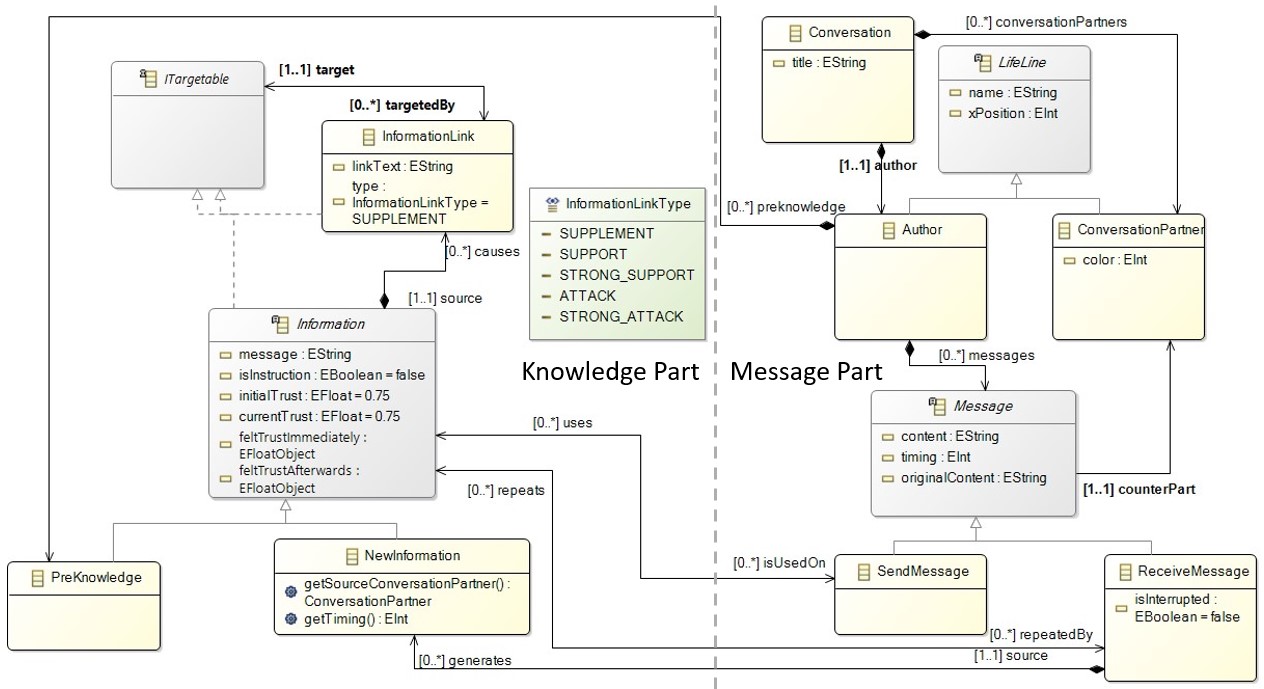 [0..*] conversationPartners
Conversation
title : EString
LifeLine
name : EString
xPosition : EInt
ITargetable
[1..1] target
[0..*] targetedBy
InformationLink
linkText : EString
type :
InformationLinkType =
SUPPLEMENT
InformationLinkType
SUPPLEMENT
SUPPORT
STRONG_SUPPORT
ATTACK
STRONG_ATTACK
[1..1] author
[0..*] preknowledge
Author
ConversationPartner
color : EInt
[0..*] causes
[1..1] source
Information
message : EString
isInstruction : EBoolean = false
initialTrust : EFloat = 0.75
currentTrust : EFloat = 0.75
feltTrustImmediately :
EFloatObject
feltTrustAfterwards :
EFloatObject
Knowledge Part
Message Part
[0..*] messages
Message
content : EString
timing : EInt
originalContent : EString
[1..1] counterPart
[0..*] uses
[0..*] repeats
PreKnowledge
NewInformation
getSourceConversationPartner() :
ConversationPartner
getTiming() : EInt
[0..*] isUsedOn
SendMessage
ReceiveMessage
isInterrupted :
EBoolean = false
[0..*] repeatedBy
[1..1] source
[0..*] generates